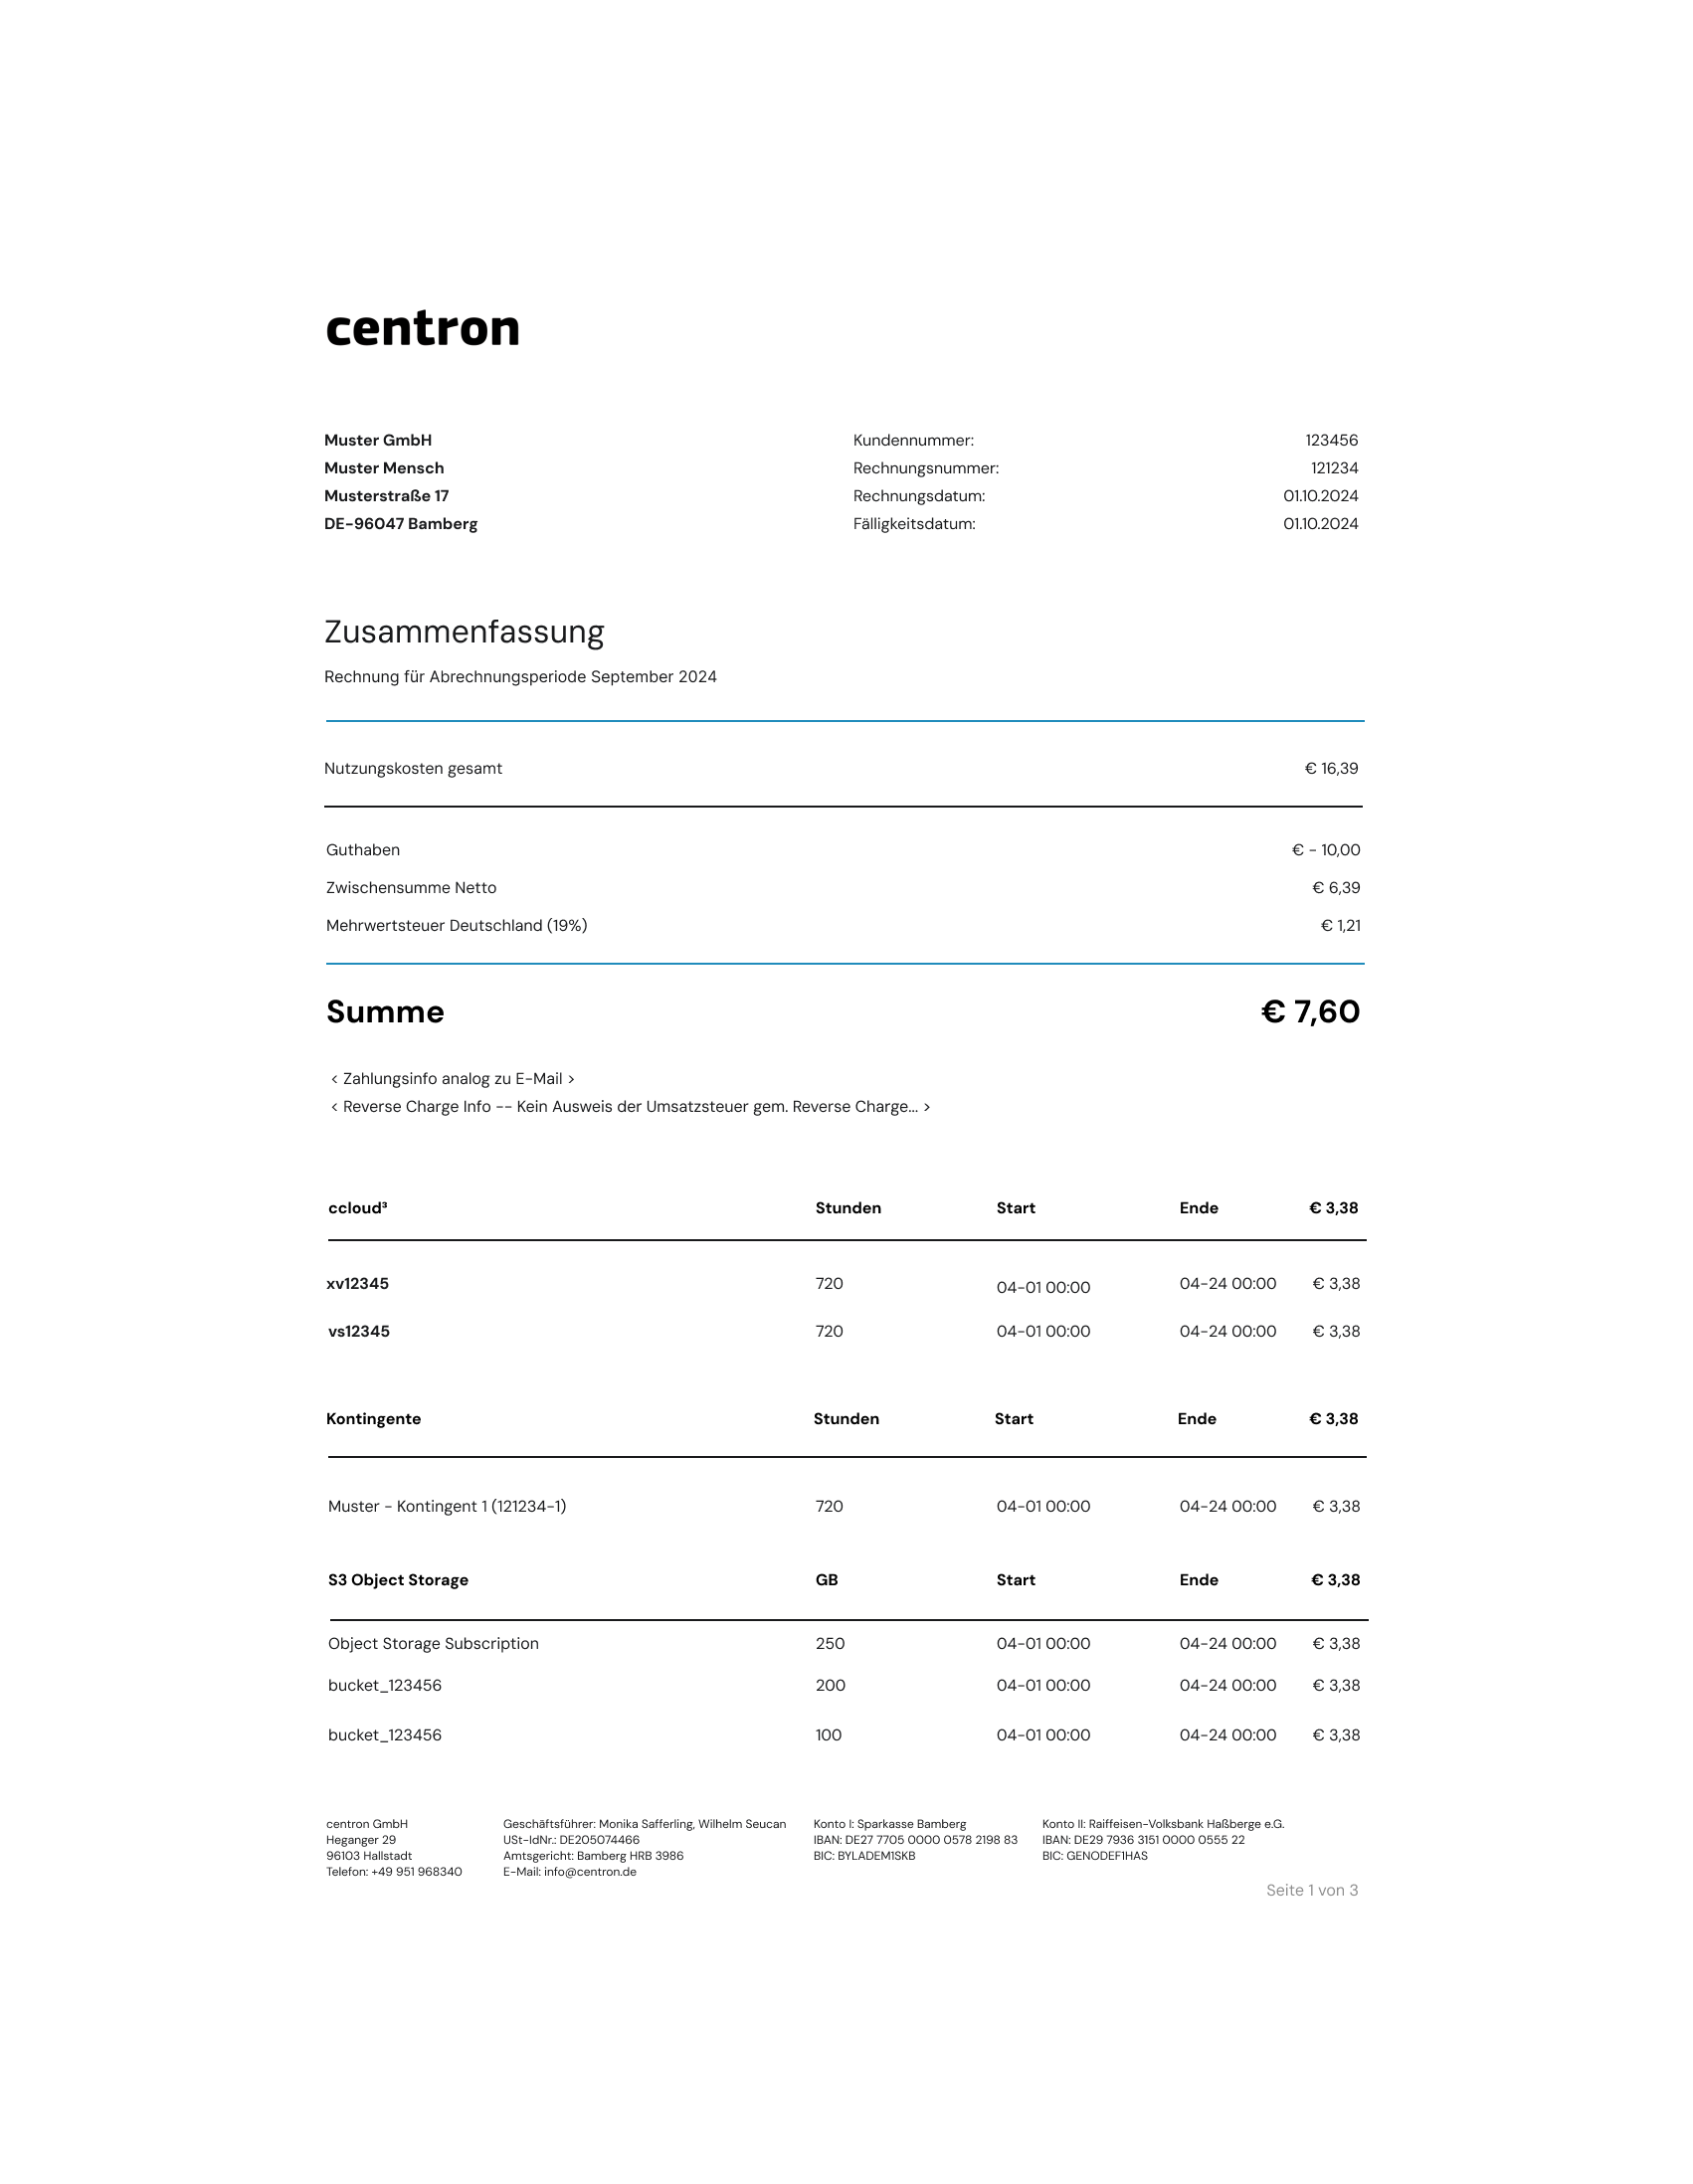 centron
Muster GmbH Kundennummer: 123456
Muster Mensch Rechnungsnummer: 121234
Musterstraße 17 Rechnungsdatum: 01.10.2024
DE-96047 Bamberg Fälligkeitsdatum: 01.10.2024
Zusammenfassung
Rechnung für Abrechnungsperiode September 2024
Nutzungskosten gesamt € 16,39
Guthaben € - 10,00
Zwischensumme Netto € 6,39
Mehrwertsteuer Deutschland (19%) € 1,21
Summe € 7,60
< Zahlungsinfo analog zu E-Mail >
< Reverse Charge Info -- Kein Ausweis der Umsatzsteuer gem. Reverse Charge... >
ccloud³ Stunden Start Ende € 3,38
xv12345 720 04-01 00:00 04-24 00:00 € 3,38
vs12345 720 04-01 00:00 04-24 00:00 € 3,38
Kontingente Stunden Start Ende € 3,38
Muster - Kontingent 1 (121234-1) 720 04-01 00:00 04-24 00:00 € 3,38
S3 Object Storage GB Start Ende € 3,38
Object Storage Subscription 250 04-01 00:00 04-24 00:00 € 3,38
bucket_123456 200 04-01 00:00 04-24 00:00 € 3,38
bucket_123456 100 04-01 00:00 04-24 00:00 € 3,38
centron GmbH Geschäftsführer: Monika Safferling, Wilhelm Seucan Konto I: Sparkasse Bamberg Konto II: Raiffeisen-Volksbank Haßberge e.G.
Heganger 29 USt-IdNr.: DE205074466 IBAN: DE27 7705 0000 0578 2198 83 IBAN: DE29 7936 3151 0000 0555 22
96103 Hallstadt Amtsgericht: Bamberg HRB 3986 BIC: BYLADEM1SKB BIC: GENODEF1HAS
Telefon: +49 951 968340 E-Mail: info@centron.de
Seite 1 von 3